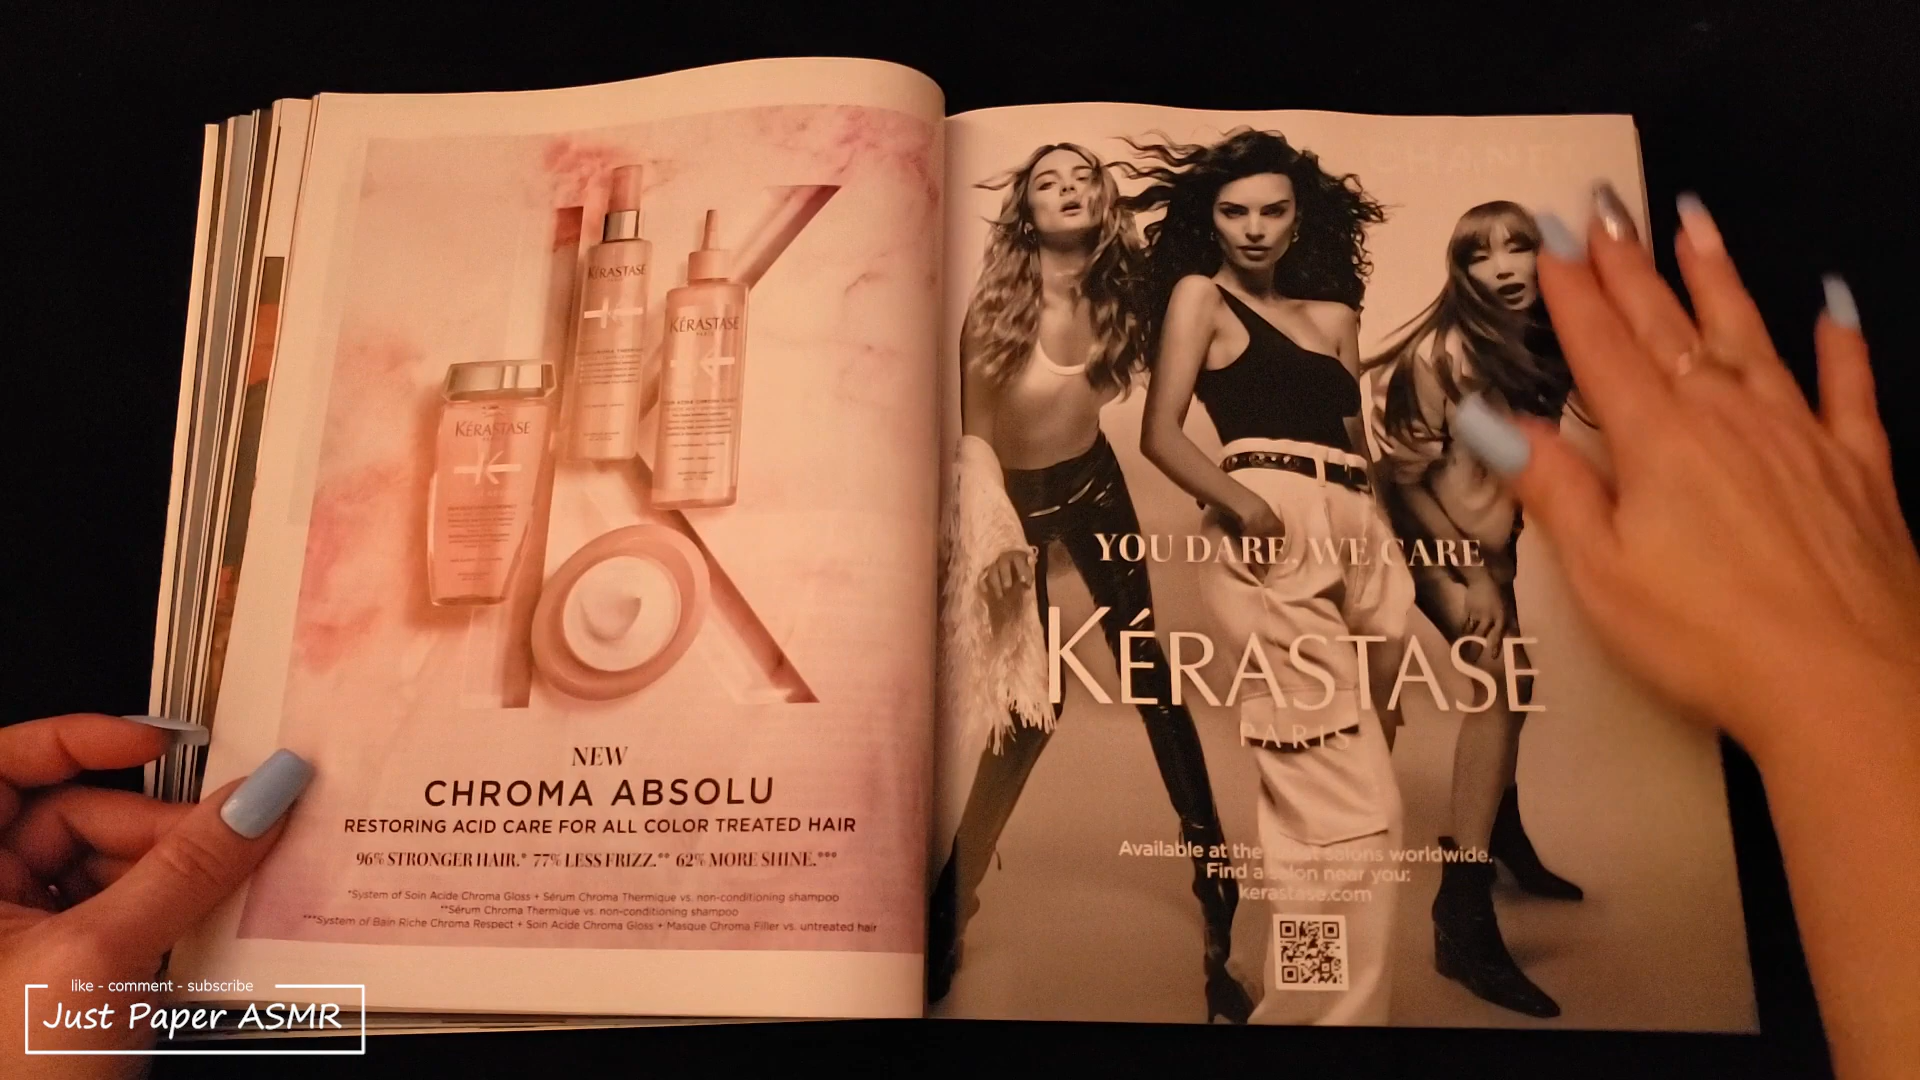 KÉRASTASE
KÉRASTASE
KÉRASTASE
NEW
CHROMA ABSOLU
RESTORING ACID CARE FOR ALL COLOR TREATED HAIR
96% STRONGER HAIR.* 77% LESS FRIZZ.** 62% MORE SHINE.***
*System of Soin Acide Chroma Gloss + Sérum Chroma Thermique vs. non-conditioning shampoo
**Sérum Chroma Thermique vs. non-conditioning shampoo
***System of Bain Riche Chroma Respect + Soin Acide Chroma Gloss + Masque Chroma Filler vs. untreated hair
YOU DARE, WE CARE
KÉRASTASE
PARIS
Available at the salons worldwide.
Find a salon near you:
kerastase.com
like - comment - subscribe
Just Paper ASMR